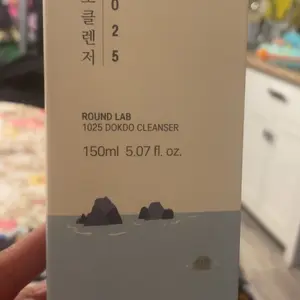 클렌저
025
ROUND LAB
1025 DOKDO CLEANSER
150ml 5.07 fl. oz.